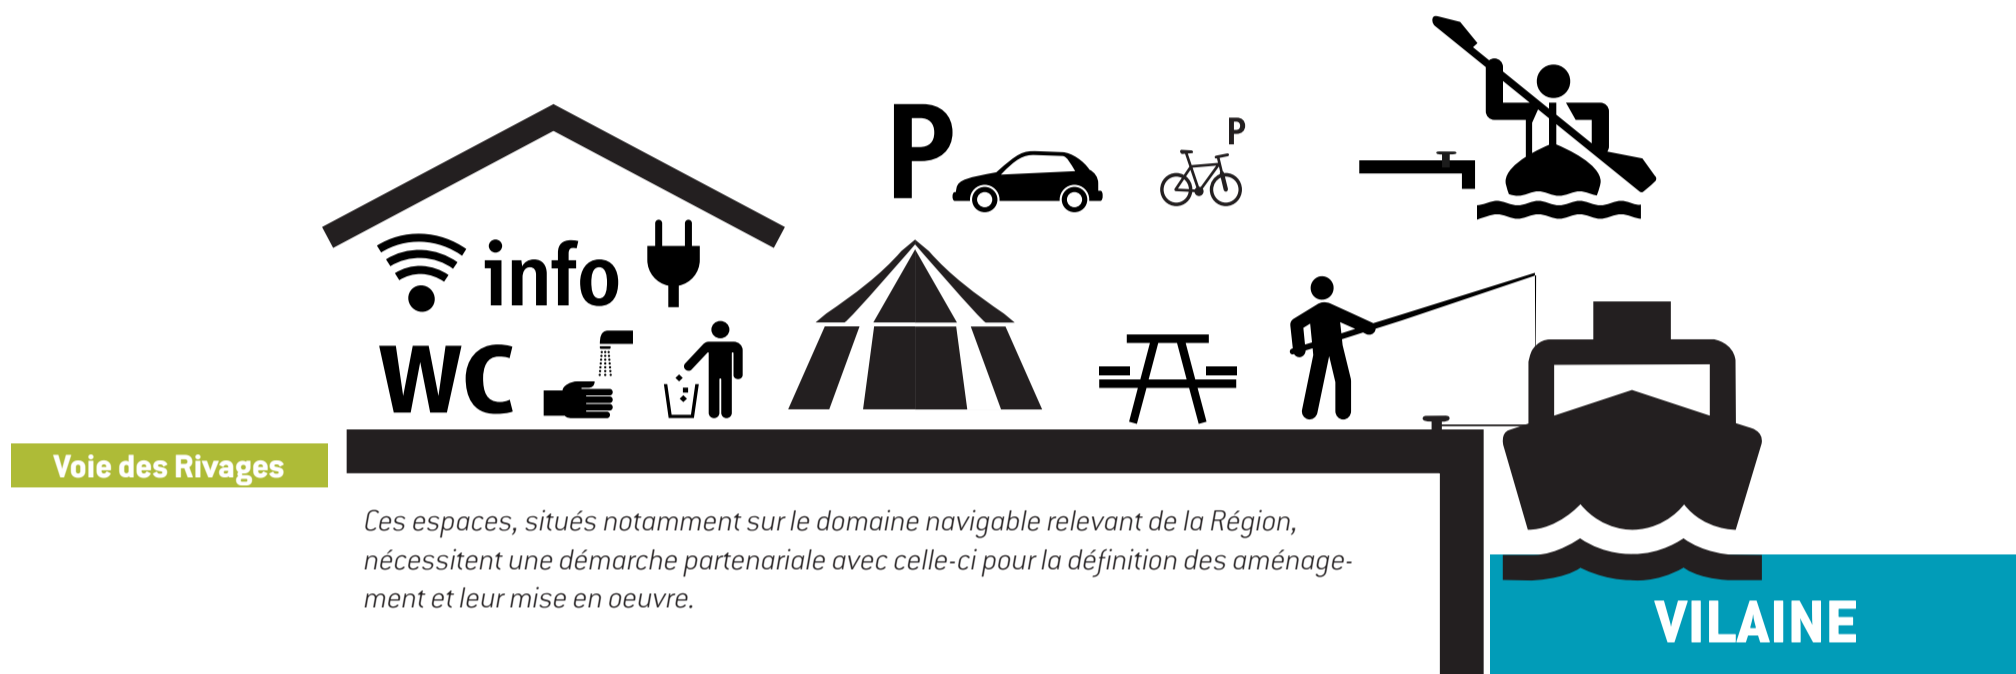 P
P
info
WC
Voie des Rivages
Ces espaces, situés notamment sur le domaine navigable relevant de la Région,
nécessitent une démarche partenariale avec celle-ci pour la définition des aménage-
ment et leur mise en oeuvre.
VILAINE